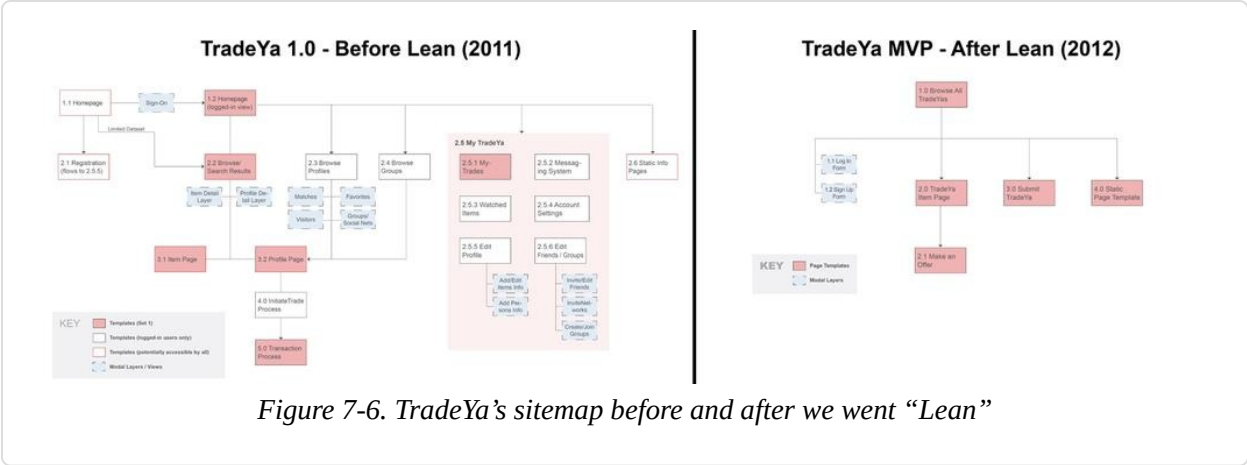 TradeYa 1.0 - Before Lean (2011)
1.1 Homepage
Sign-On
1.2 Homepage
(logged-in view)
Limited Dataset
2.1 Registration
(flows to 2.5.5)
2.2 Browse/
Search Results
Item Detail
Layer
Profile De-
tail Layer
2.3 Browse
Profiles
Matches
Favorites
Visitors
Groups/
Social Nets
2.4 Browse
Groups
2.5 My TradeYa
2.5.1 My-
Trades
2.5.2 Messag-
ing System
2.5.3 Watched
Items
2.5.4 Account
Settings
2.5.5 Edit
Profile
2.5.6 Edit
Friends / Groups
Add/Edit
Items Info
Add Per-
sons Info
Invite/Edit
Friends
Invite/Net-
works
Create/Join
Groups
2.6 Static Info
Pages
3.1 Item Page
3.2 Profile Page
4.0 InitiateTrade
Process
5.0 Transaction
Process
KEY
Templates (Set 1)
Templates (logged-in users only)
Templates (potentially accessible by all)
Modal Layers / Views
TradeYa MVP - After Lean (2012)
1.0 Browse All
TradeYas
1.1 Log In
Form
1.2 Sign Up
Form
2.0 TradeYa
Item Page
3.0 Submit
TradeYa
4.0 Static
Page Template
2.1 Make an
Offer
KEY
Page Templates
Modal Layers
Figure 7-6. TradeYa’s sitemap before and after we went “Lean”